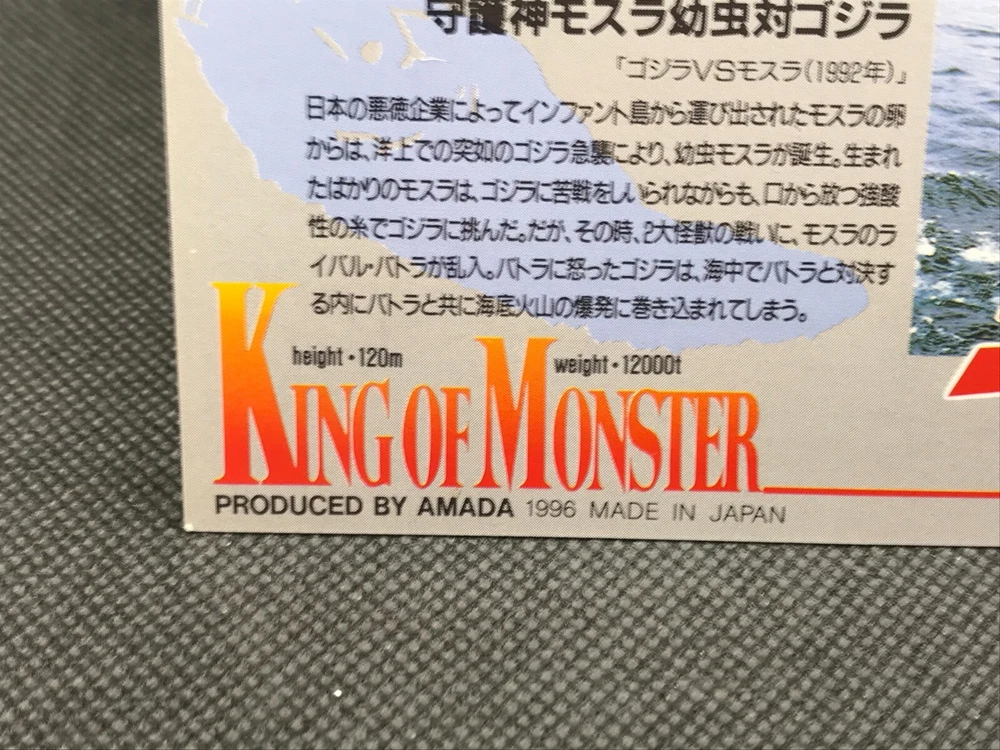 守護神モスラ幼虫対ゴジラ
「ゴジラVSモスラ(1992年)」
日本の悪徳企業によってインファント島から運び出されたモスラの卵
からは、洋上での突如のゴジラ急襲により、幼虫モスラが誕生。生まれ
たばかりのモスラは、ゴジラに苦戦をしいられながらも、口から放つ強酸
性の糸でゴジラに挑んだ。だが、その時、2大怪獣の戦いに、モスラのラ
イバル・バトラが乱入。バトラに怒ったゴジラは、海中でバトラと対決す
る内にバトラと共に海底火山の爆発に巻き込まれてしまう。
height・120m weight・12000t
KING OF MONSTER
PRODUCED BY AMADA 1996 MADE IN JAPAN